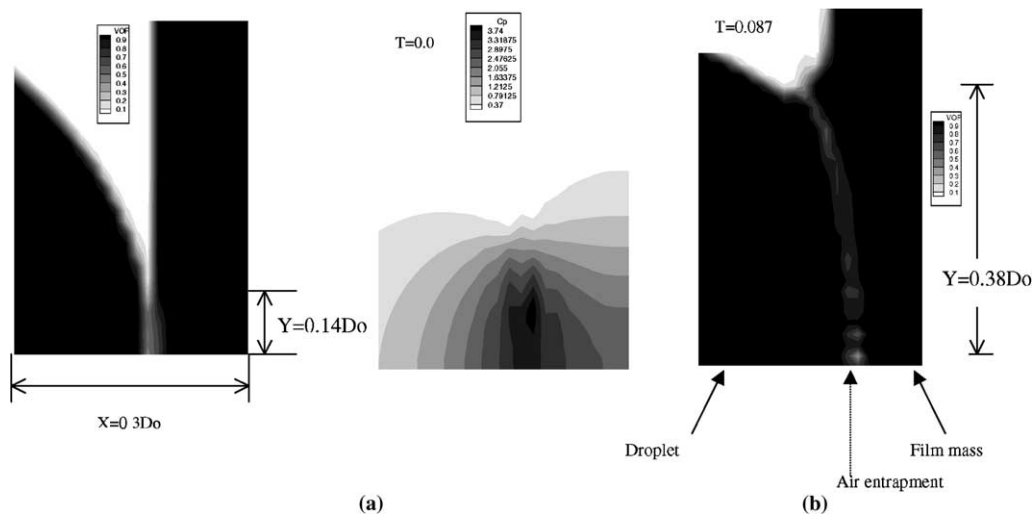 VOF
0.9
0.8
0.7
0.6
0.5
0.4
0.3
0.2
0.1
Y=0.14Do
X=0 3Do
T=0.0
Cp
3.74
3.31875
2.8975
2.47625
2.055
1.63375
1.2125
0.79125
0.37
(a)
T=0.087
VOF
0.9
0.8
0.7
0.6
0.5
0.4
0.3
0.2
0.1
Y=0.38Do
Droplet
Film mass
Air entrapment
(b)